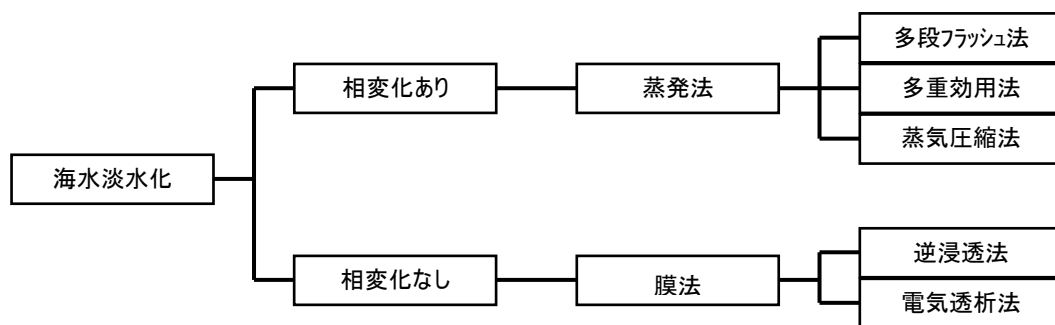 海水淡水化
相変化あり
蒸発法
多段フラッシュ法
多重効用法
蒸気圧縮法
相変化なし
膜法
逆浸透法
電気透析法